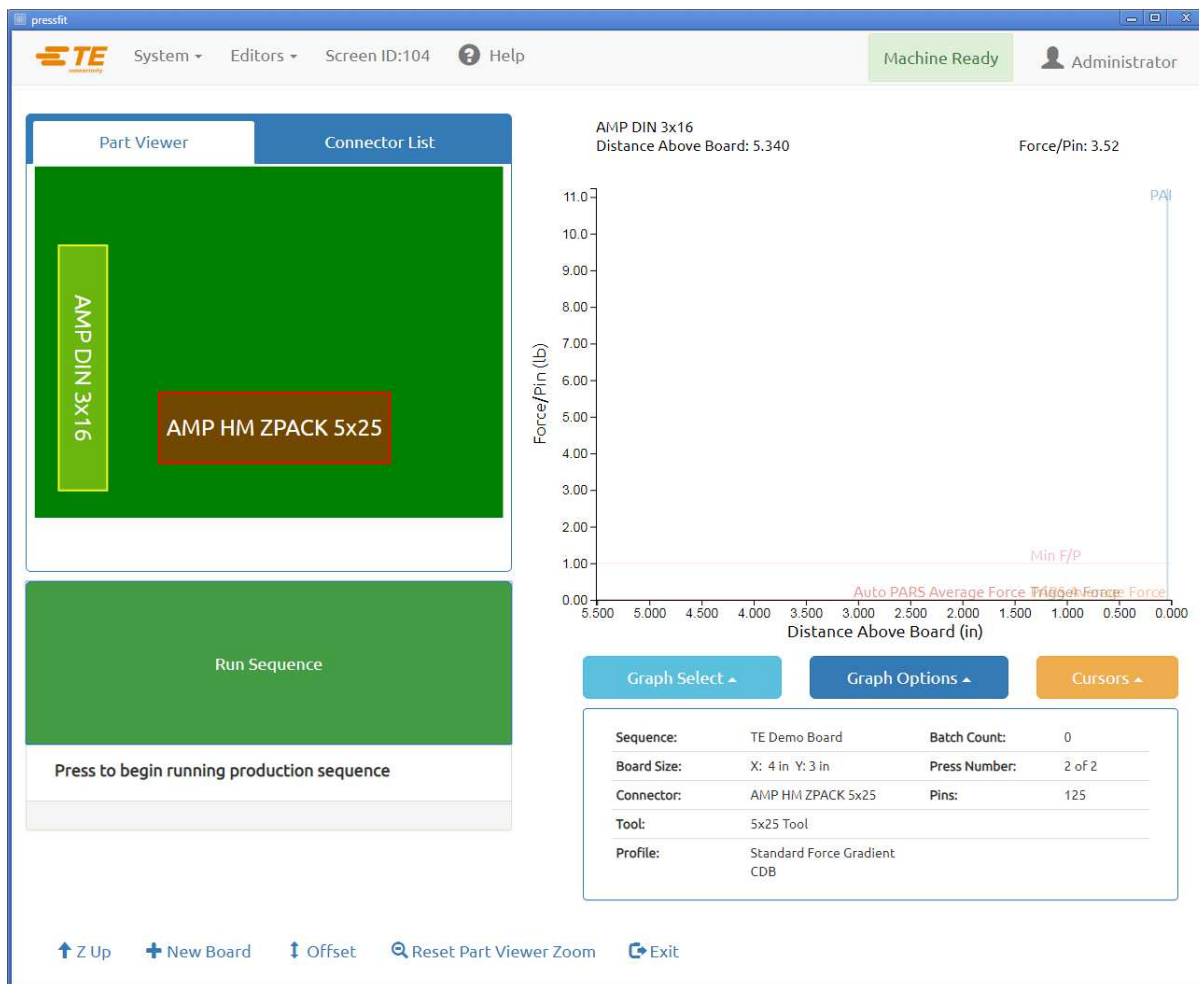 pressfit
TE
connectivity
System
Editors
Screen ID:104
Help
Machine Ready
Administrator
Part Viewer
Connector List
AMP DIN 3x16
AMP HM ZPACK 5x25
Run Sequence
Press to begin running production sequence
AMP DIN 3x16
Distance Above Board: 5.340
Force/Pin: 3.52
PAI
11.0
10.0
9.00
8.00
7.00
6.00
5.00
4.00
3.00
2.00
1.00
0.00
Force/Pin (lb)
Min F/P
Auto PARS Average Force
Trigger Force
PARS Average Force
5.500 5.000 4.500 4.000 3.500 3.000 2.500 2.000 1.500 1.000 0.500 0.000
Distance Above Board (in)
Graph Select
Graph Options
Cursors
Sequence: TE Demo Board Batch Count: 0
Board Size: X: 4 in Y: 3 in Press Number: 2 of 2
Connector: AMP HM ZPACK 5x25 Pins: 125
Tool: 5x25 Tool
Profile: Standard Force Gradient
CDB
Z Up
New Board
Offset
Reset Part Viewer Zoom
Exit